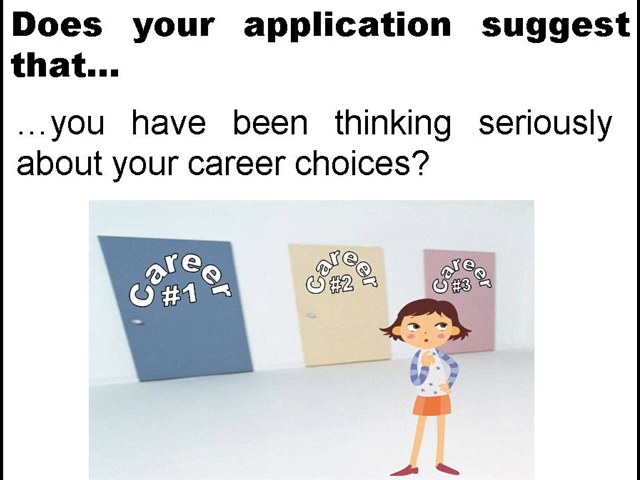 Does your application suggest
that...
...you have been thinking seriously
about your career choices?
Career
#1
Career
#2
Career
#3